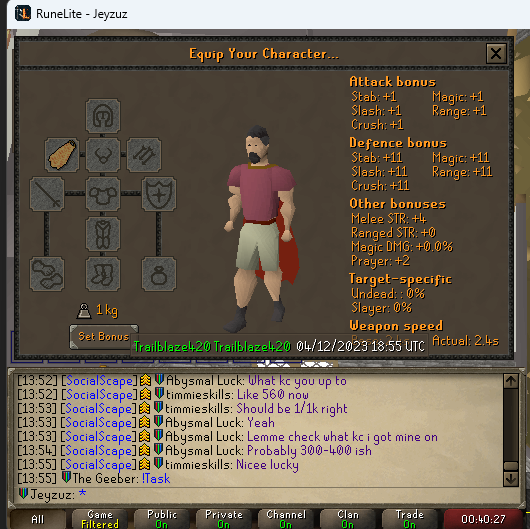 RuneLite - Jeyzuz
Equip Your Character...
Attack bonus
Stab: +1 Magic: +1
Slash: +1 Range: +1
Crush: +1
Defence bonus
Stab: +11 Magic: +11
Slash: +11 Range: +11
Crush: +11
Other bonuses
Melee STR: +4
Ranged STR: +0
Magic DMG: +0.0%
Prayer: +2
Target-specific
Undead: : 0%
Slayer: 0%
Weapon speed
Actual: 2.4s
1 kg
Set Bonus
Trailblaze420 Trailblaze420 04/12/2023 18:55 UTC
[13:52] [SocialScape] Abysmal Luck: What kc you up to
[13:52] [SocialScape] timmieskills: Like 560 now
[13:53] [SocialScape] timmieskills: Should be 1/1k right
[13:53] [SocialScape] Abysmal Luck: Yeah
[13:53] [SocialScape] Abysmal Luck: Lemme check what kc i got mine on
[13:54] [SocialScape] Abysmal Luck: Probably 300-400 ish
[13:55] [SocialScape] timmieskills: Nicee lucky
[13:55] The Geeber: !Task
Jeyzuz: *
All Game Filtered Public On Private On Channel On Clan On Trade On 00:40:27